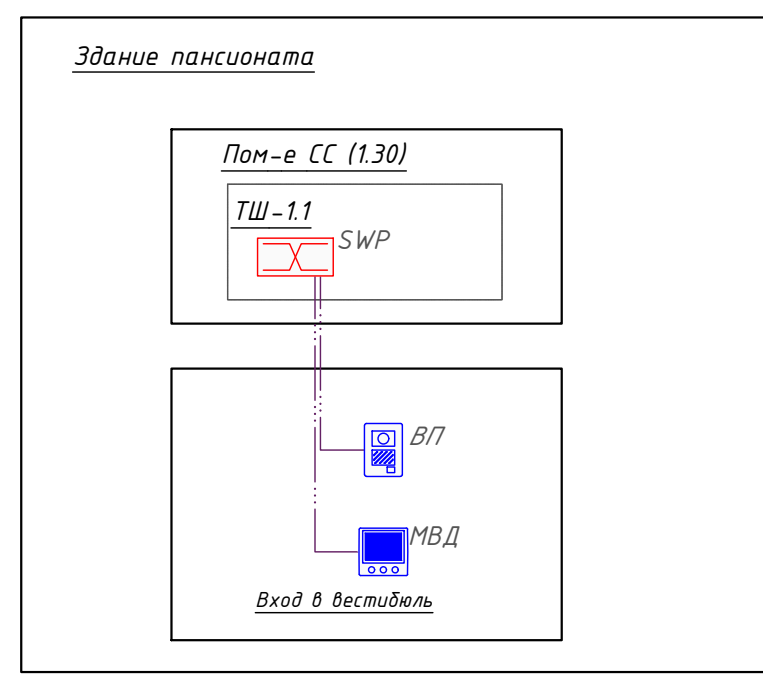 Здание пансионата
Пом-е СС (1.30)
ТШ-1.1
SWP
ВП
МВД
Вход в вестибюль